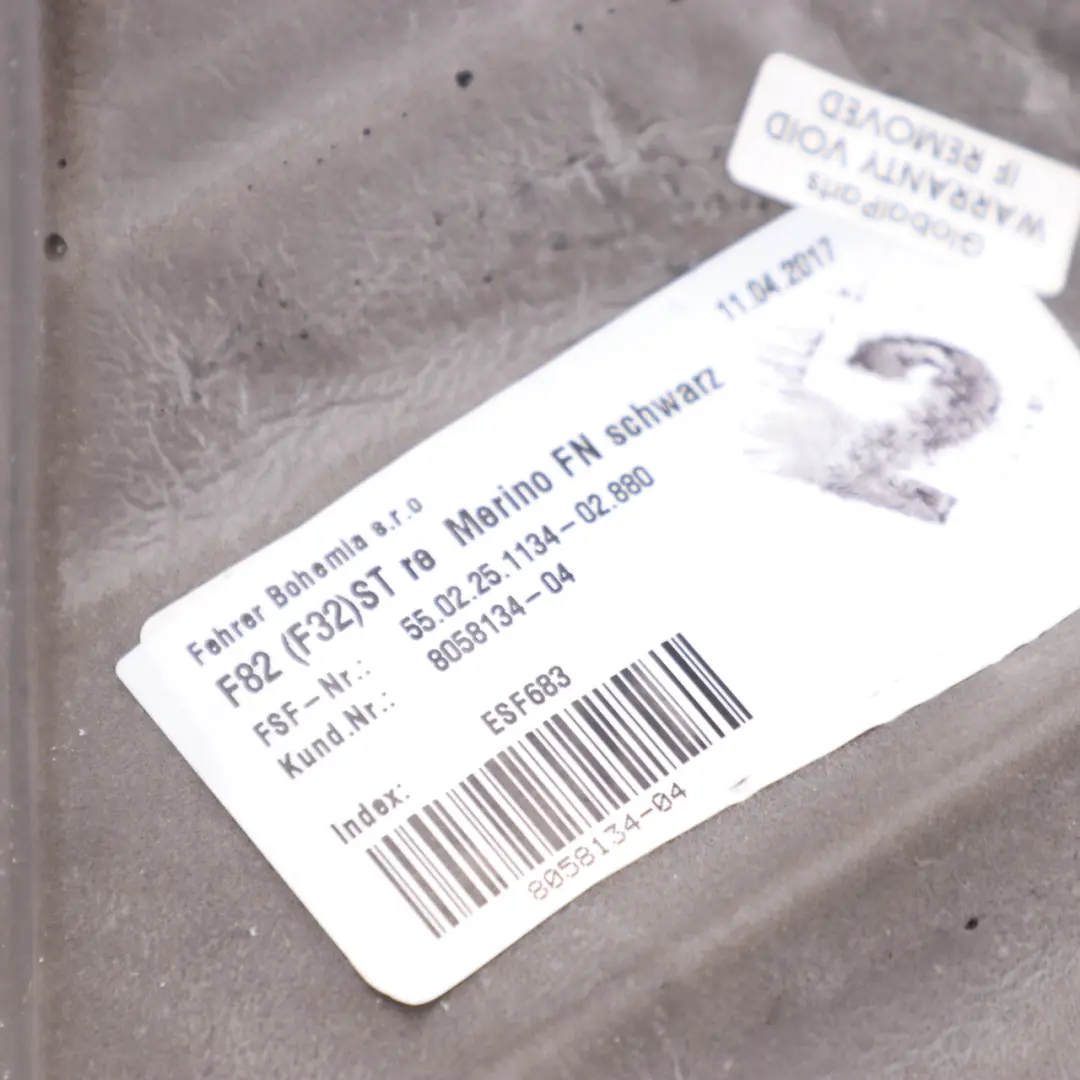 GlobalParts
WARRANTY VOID
IF REMOVED
11.04.2017
Fehrer Bohemia s.r.o
F82 (F32)ST re Merino FN schwarz
FSF-Nr.: 55.02.25.1134-02.880
Kund.Nr.: 8058134-04
ESF683
Index:
8058134-04
2